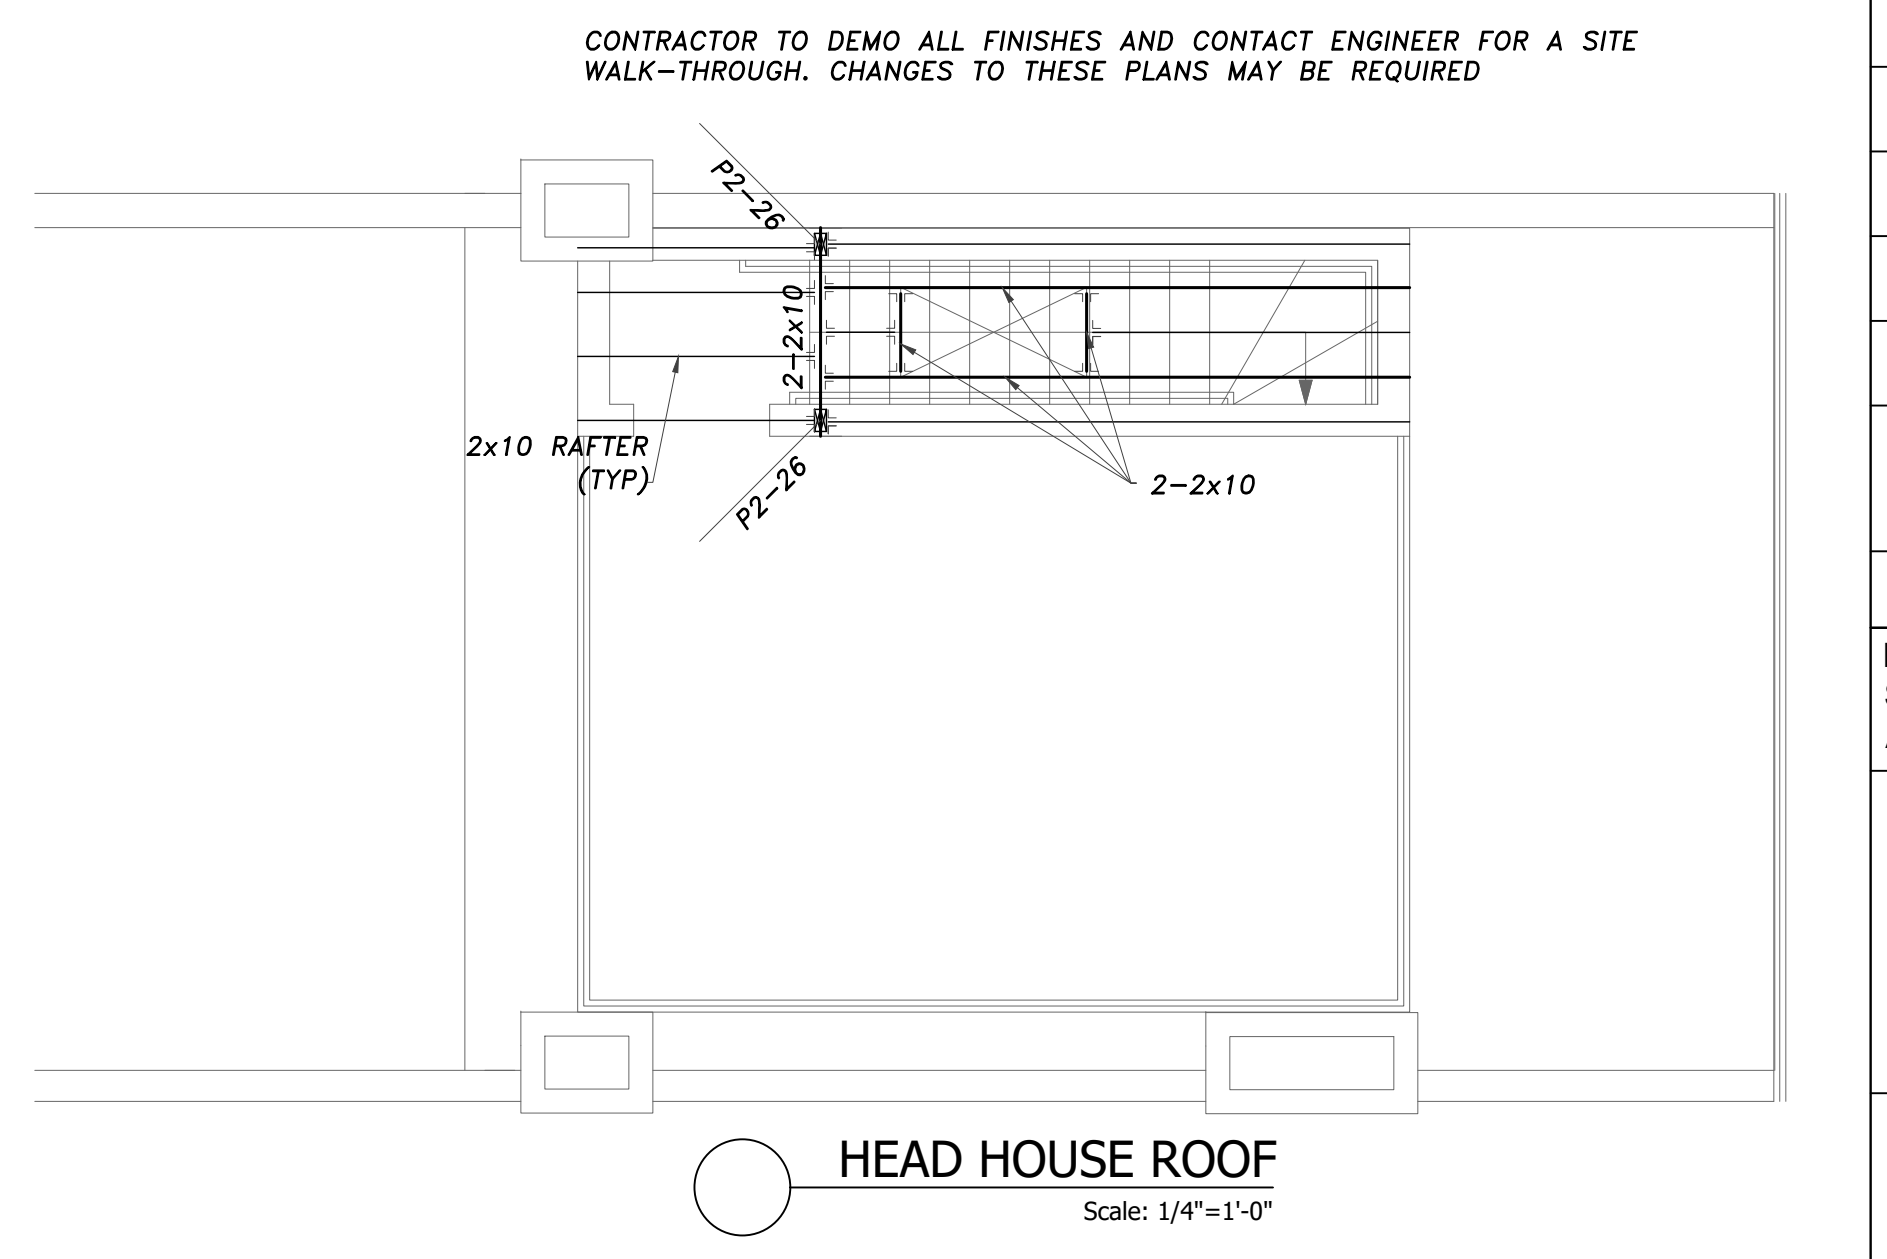 CONTRACTOR TO DEMO ALL FINISHES AND CONTACT ENGINEER FOR A SITE
WALK-THROUGH. CHANGES TO THESE PLANS MAY BE REQUIRED
P2-26
2-2x10
2x10 RAFTER
(TYP)
P2-26
2-2x10
HEAD HOUSE ROOF
Scale: 1/4"=1'-0"